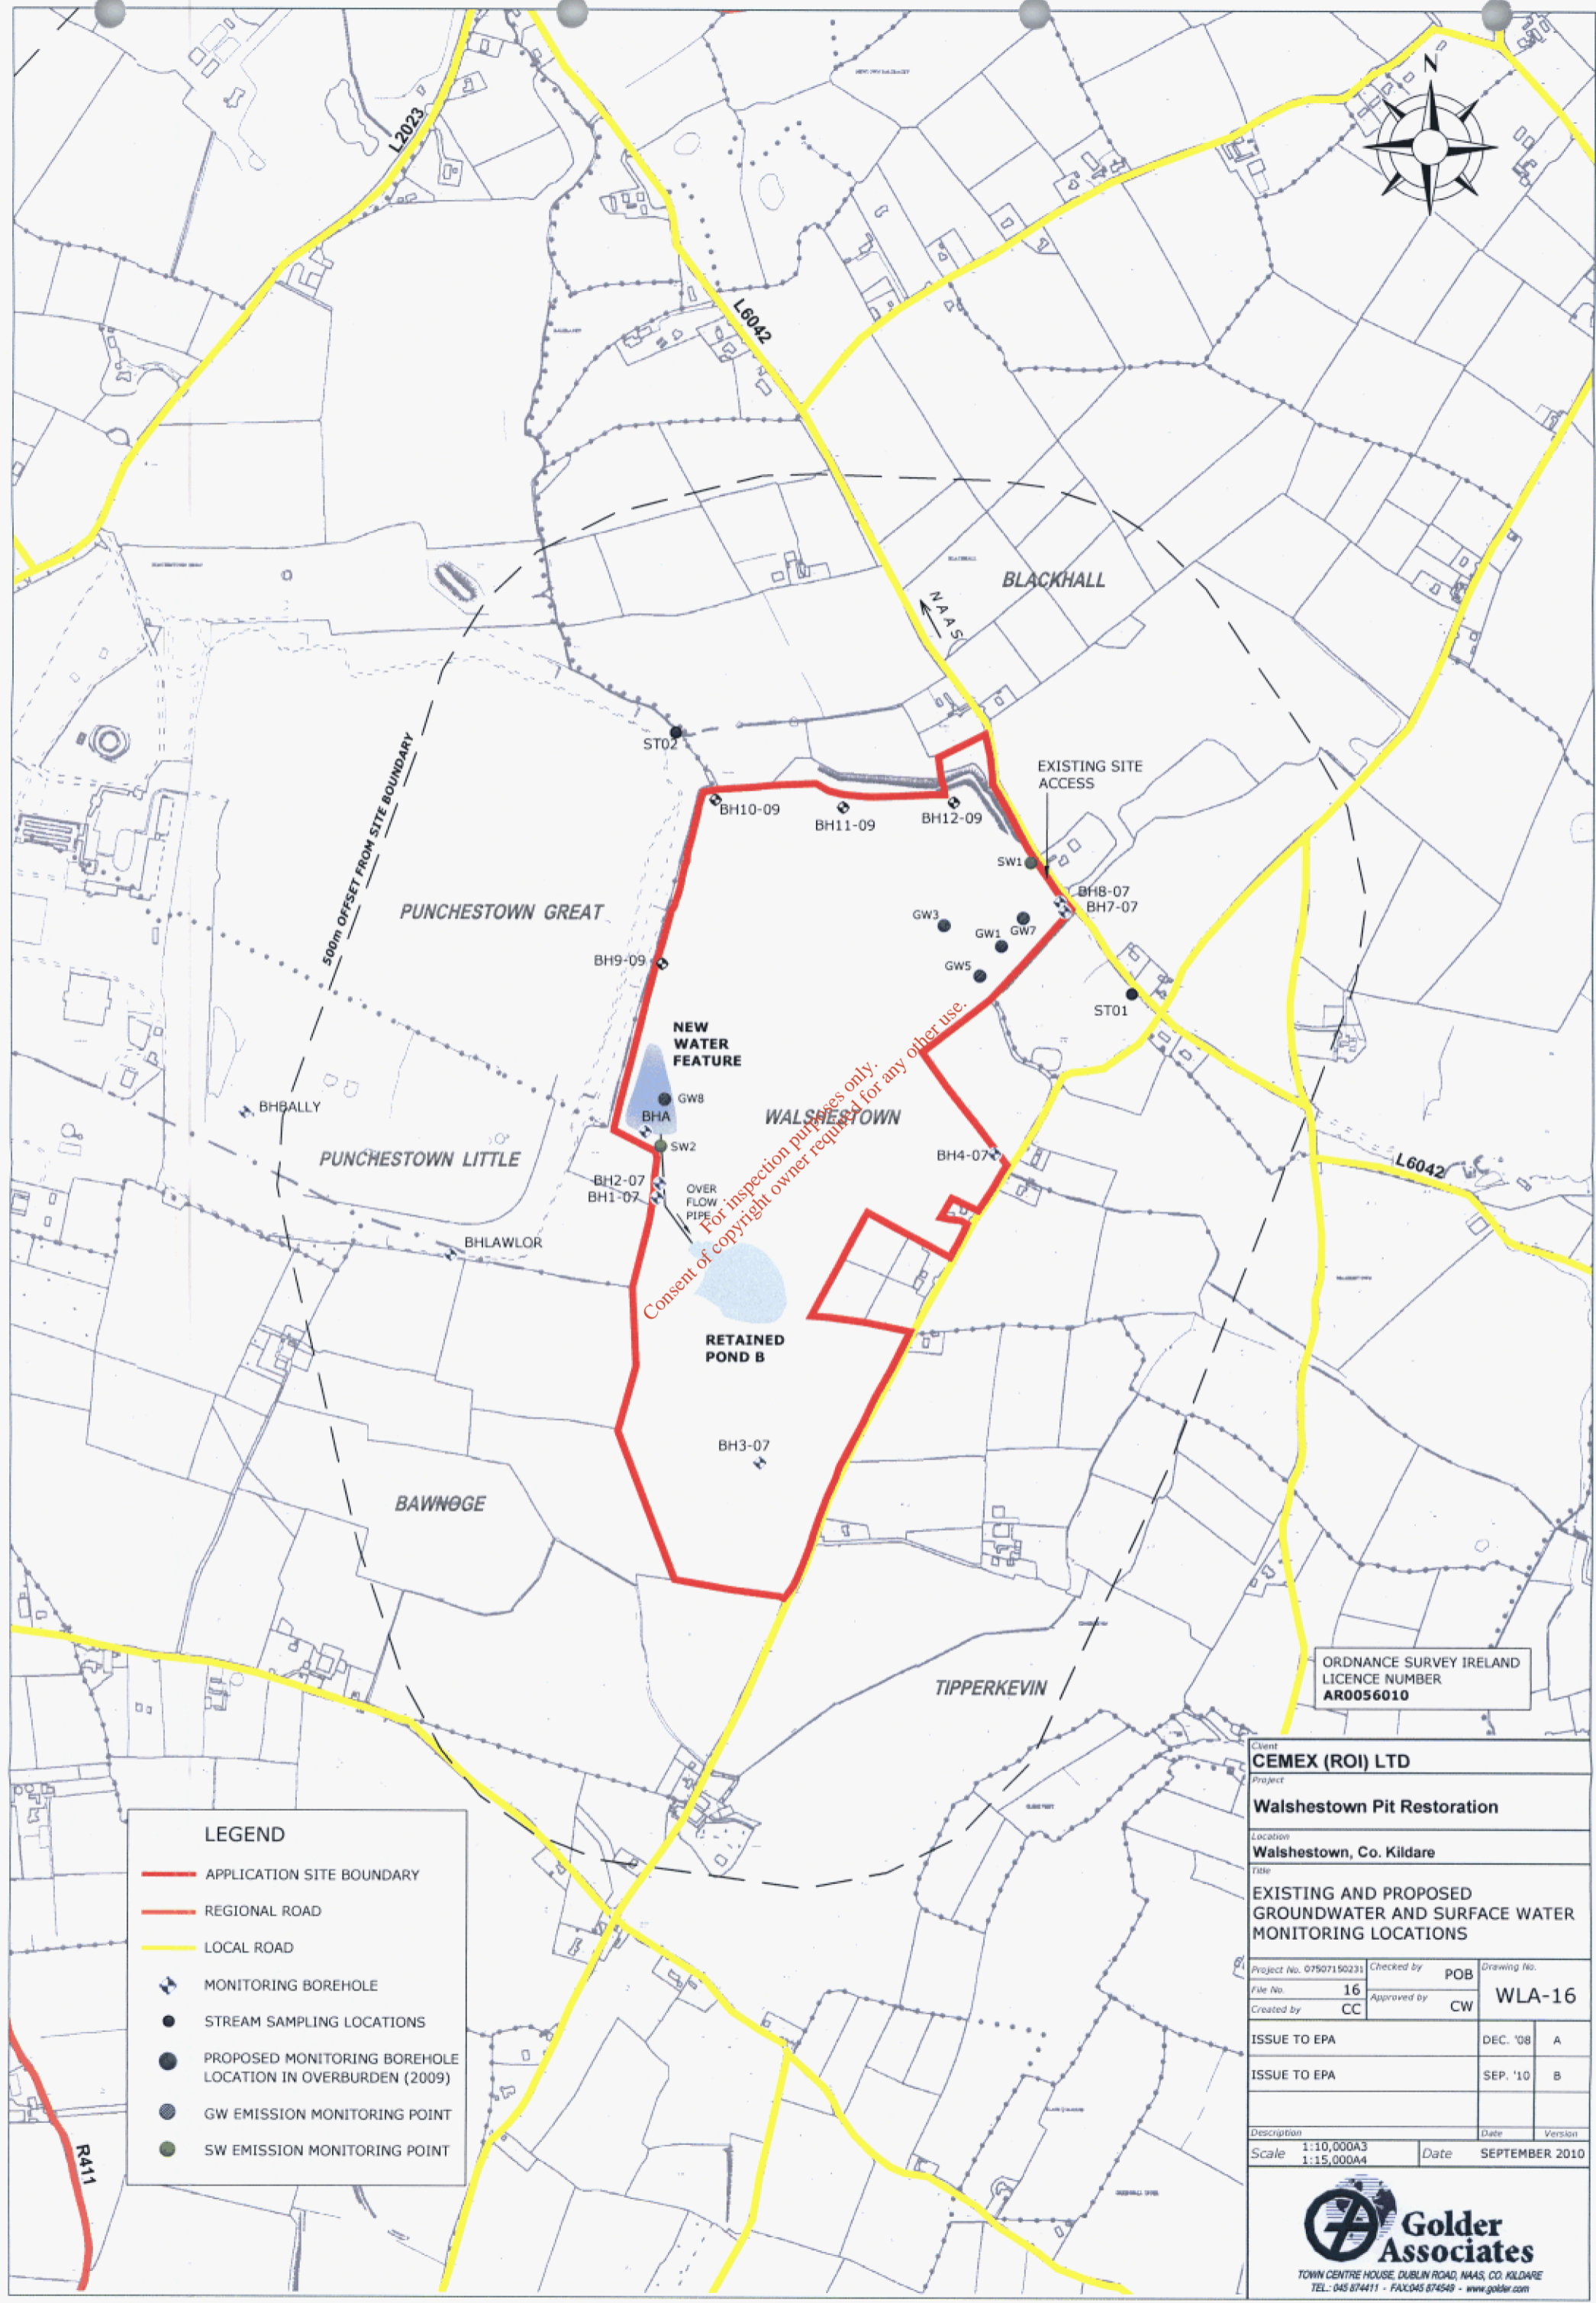 N
L2023
L6042
NAAS
BLACKHALL
ST02
EXISTING SITE
ACCESS
BH10-09
BH11-09
BH12-09
SW1
BH8-07
BH7-07
500m OFFSET FROM SITE BOUNDARY
PUNCHESTOWN GREAT
GW3
GW1
GW7
GW5
BH9-09
ST01
NEW
WATER
FEATURE
GW8
BHA
SW2
WALSHESTOWN
For inspection purposes only.
Consent of copyright owner required for any other use.
BHBALLY
PUNCHESTOWN LITTLE
BH4-07
L6042
BH2-07
BH1-07
OVER
FLOW
PIPE
BHLAWLOR
RETAINED
POND B
BH3-07
BAWNOGE
TIPPERKEVIN
ORDNANCE SURVEY IRELAND
LICENCE NUMBER
AR0056010
LEGEND
APPLICATION SITE BOUNDARY
REGIONAL ROAD
LOCAL ROAD
MONITORING BOREHOLE
STREAM SAMPLING LOCATIONS
PROPOSED MONITORING BOREHOLE
LOCATION IN OVERBURDEN (2009)
GW EMISSION MONITORING POINT
SW EMISSION MONITORING POINT
R411
Client
CEMEX (ROI) LTD
Project
Walshestown Pit Restoration
Location
Walshestown, Co. Kildare
Title
EXISTING AND PROPOSED
GROUNDWATER AND SURFACE WATER
MONITORING LOCATIONS
Project No. 07507150231
Checked by POB
Drawing No.
File No. 16
WLA-16
Created by CC
Approved by CW
ISSUE TO EPA DEC. '08 A
ISSUE TO EPA SEP. '10 B
Description Date Version
Scale 1:10,000A3
1:15,000A4
Date SEPTEMBER 2010
Golder
Associates
TOWN CENTRE HOUSE, DUBLIN ROAD, NAAS, CO. KILDARE
TEL.: 045 874411 - FAX:045 874549 - www.golder.com